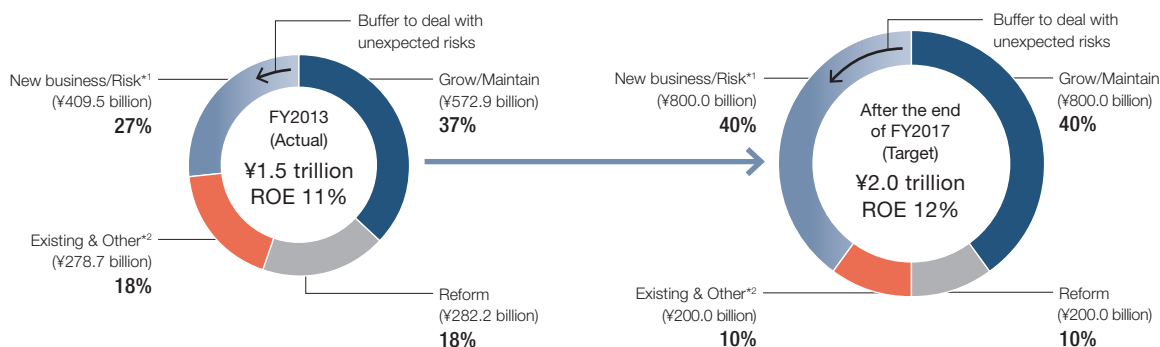 Buffer to deal with
unexpected risks
New business/Risk*1
(¥409.5 billion)
27%
Grow/Maintain
(¥572.9 billion)
37%
FY2013
(Actual)
¥1.5 trillion
ROE 11%
Existing & Other*2
(¥278.7 billion)
18%
Reform
(¥282.2 billion)
18%
Buffer to deal with
unexpected risks
New business/Risk*1
(¥800.0 billion)
40%
Grow/Maintain
(¥800.0 billion)
40%
After the end
of FY2017
(Target)
¥2.0 trillion
ROE 12%
Existing & Other*2
(¥200.0 billion)
10%
Reform
(¥200.0 billion)
10%